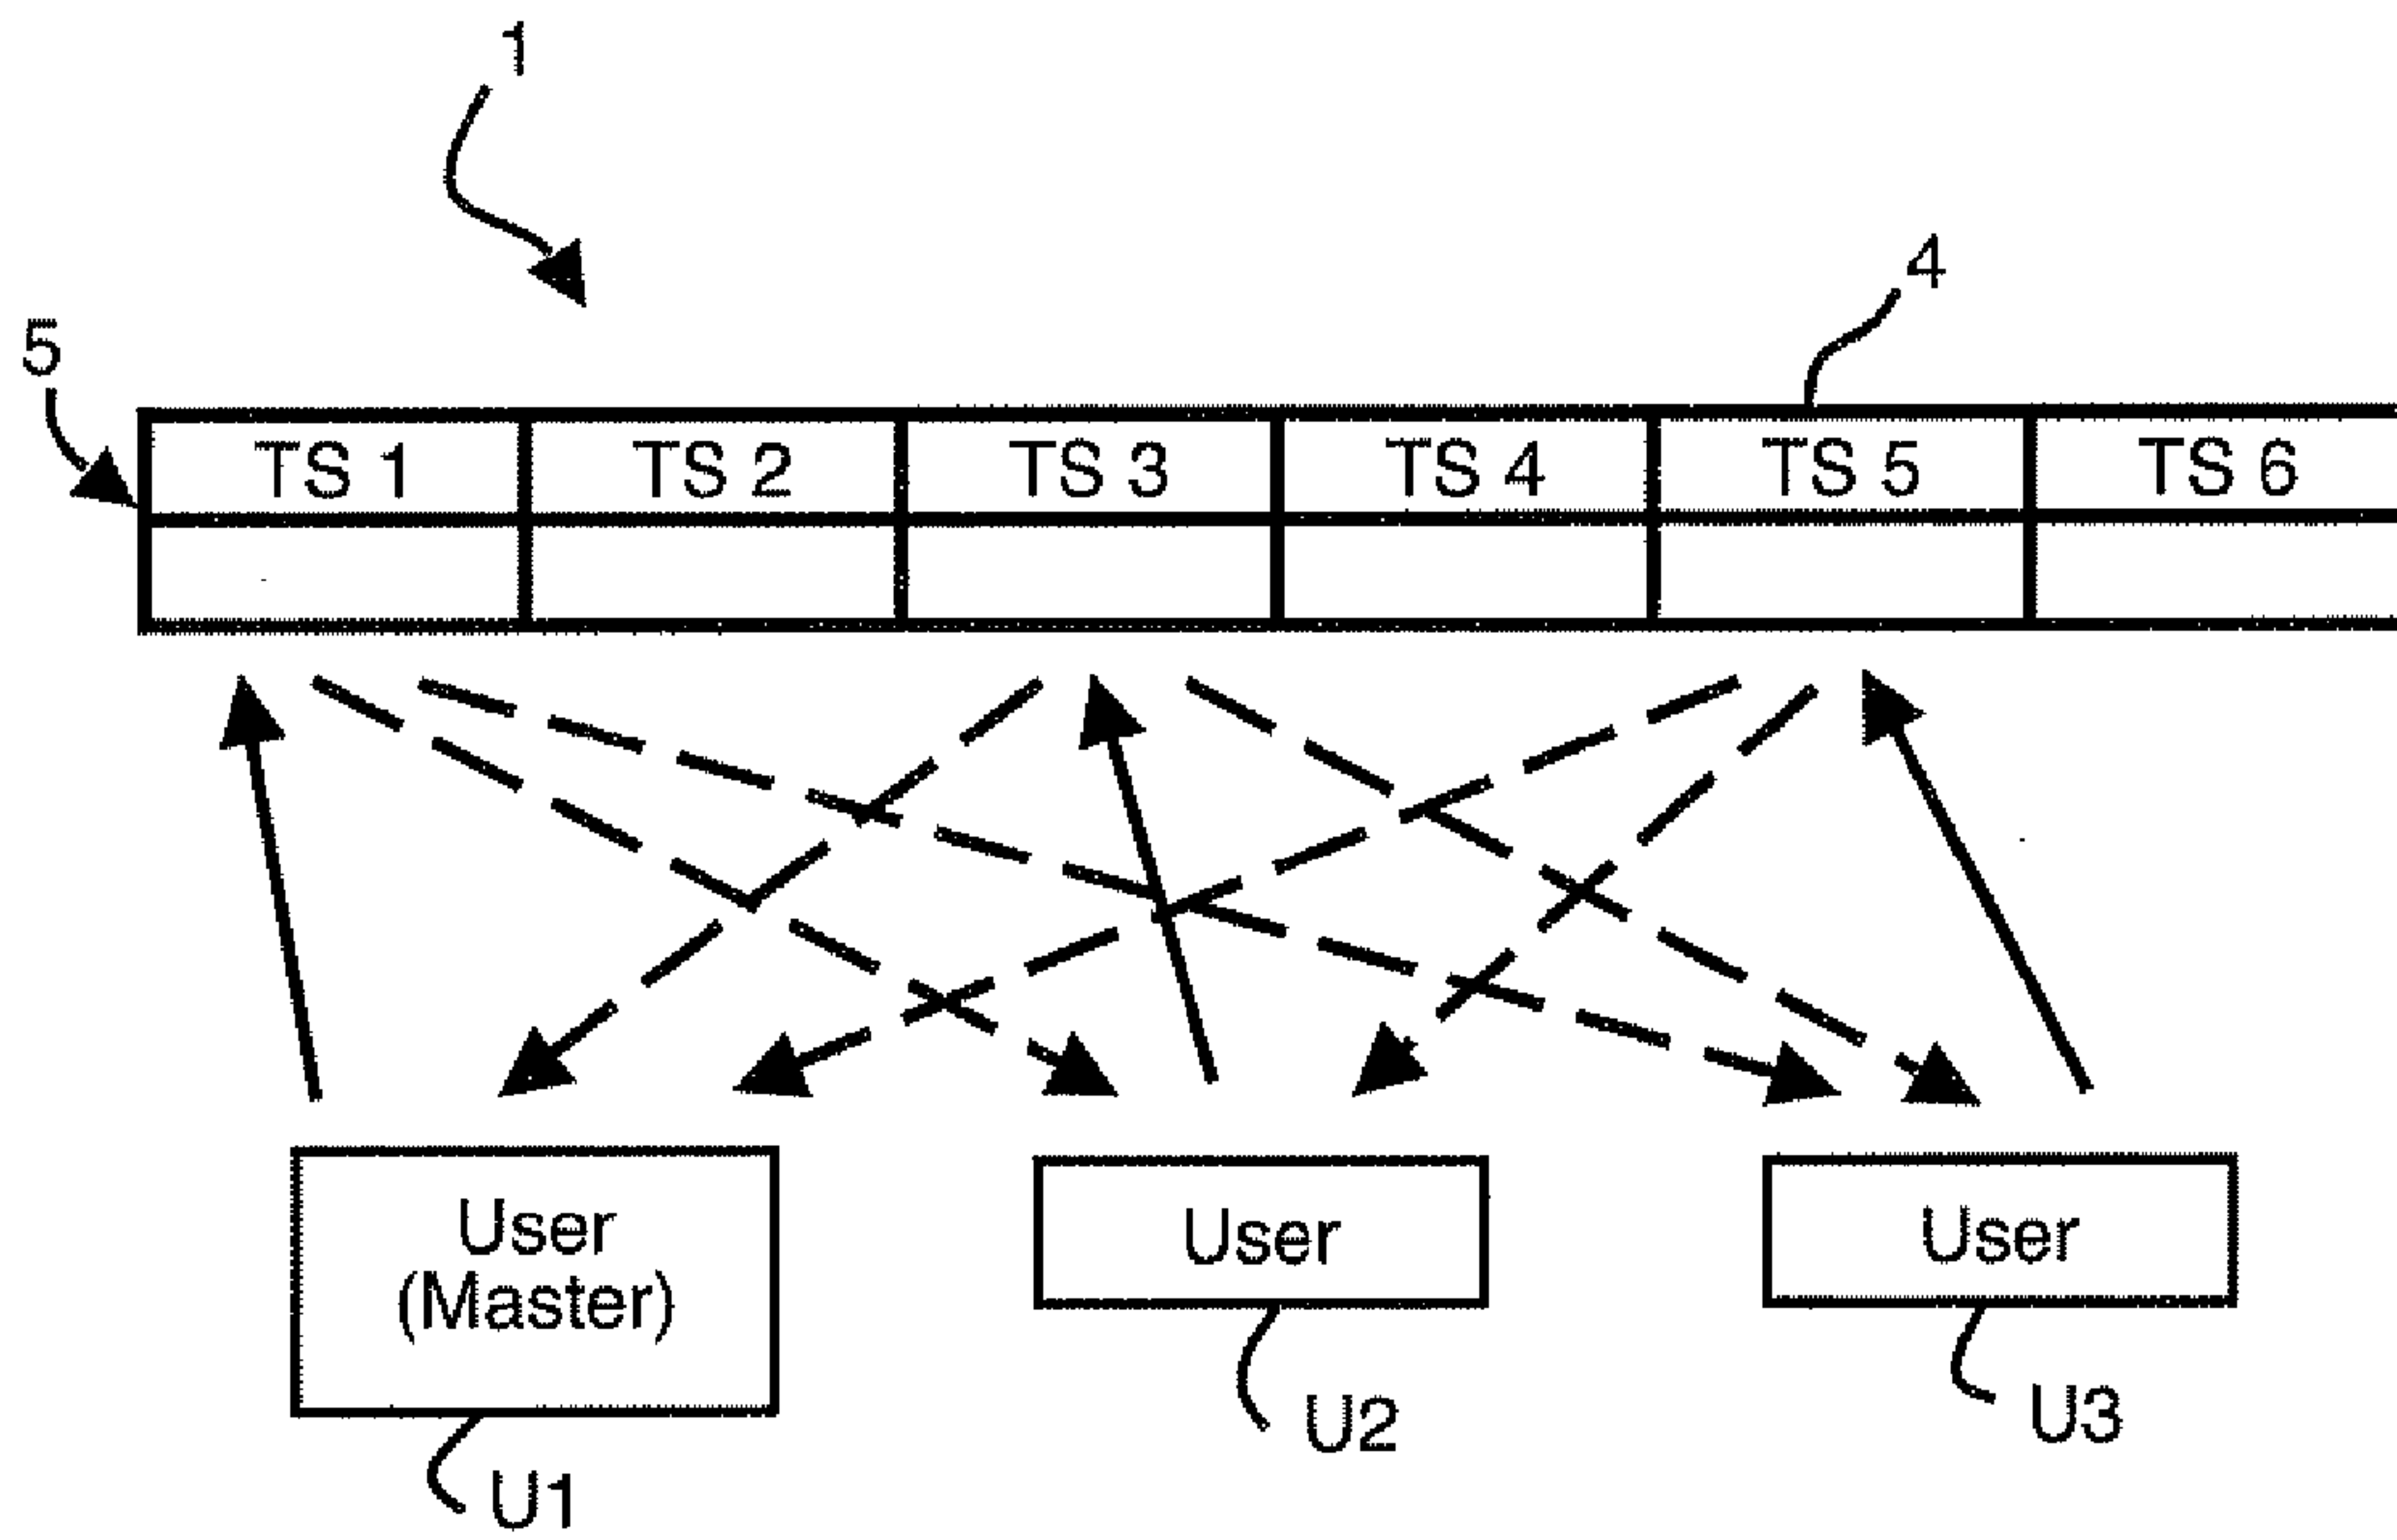 1
4
5
TS 1 TS 2 TS 3 TS 4 TS 5 TS 6
User
(Master)
User
User
U1
U2
U3